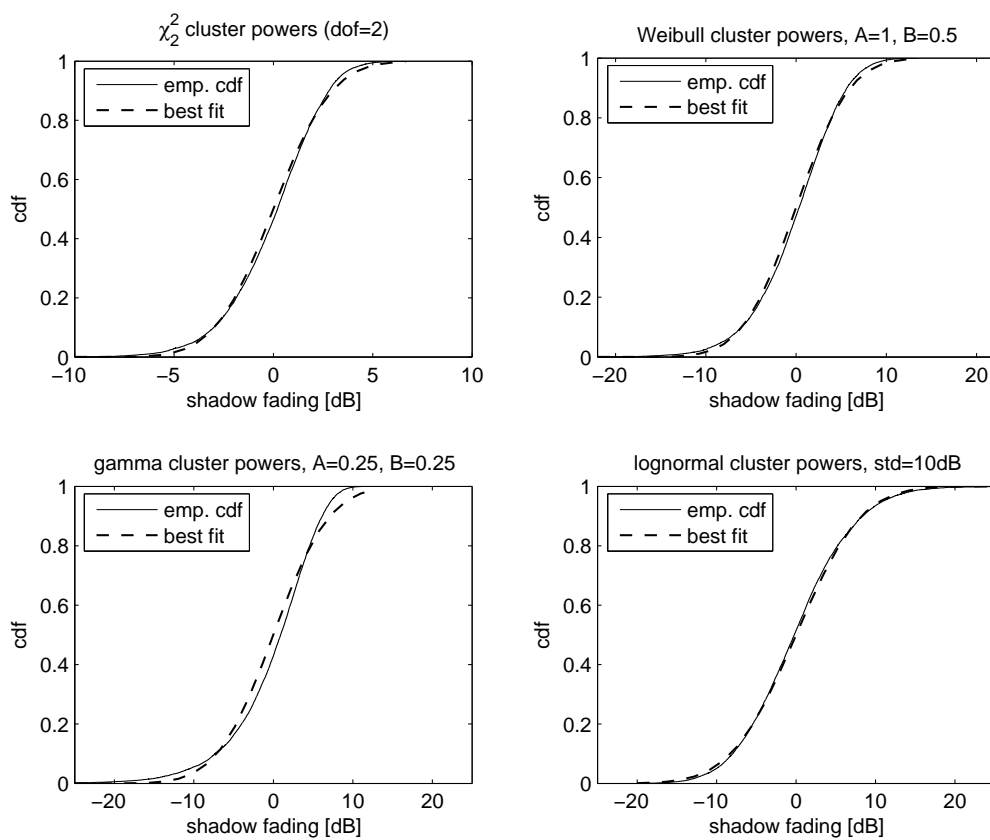 χ₂² cluster powers (dof=2)
emp. cdf
best fit
1
0.8
0.6
0.4
0.2
0
cdf
−10
−5
0
5
10
shadow fading [dB]
Weibull cluster powers, A=1, B=0.5
emp. cdf
best fit
1
0.8
0.6
0.4
0.2
0
cdf
−20
−10
0
10
20
shadow fading [dB]
gamma cluster powers, A=0.25, B=0.25
emp. cdf
best fit
1
0.8
0.6
0.4
0.2
0
cdf
−20
−10
0
10
20
shadow fading [dB]
lognormal cluster powers, std=10dB
emp. cdf
best fit
1
0.8
0.6
0.4
0.2
0
cdf
−20
−10
0
10
20
shadow fading [dB]